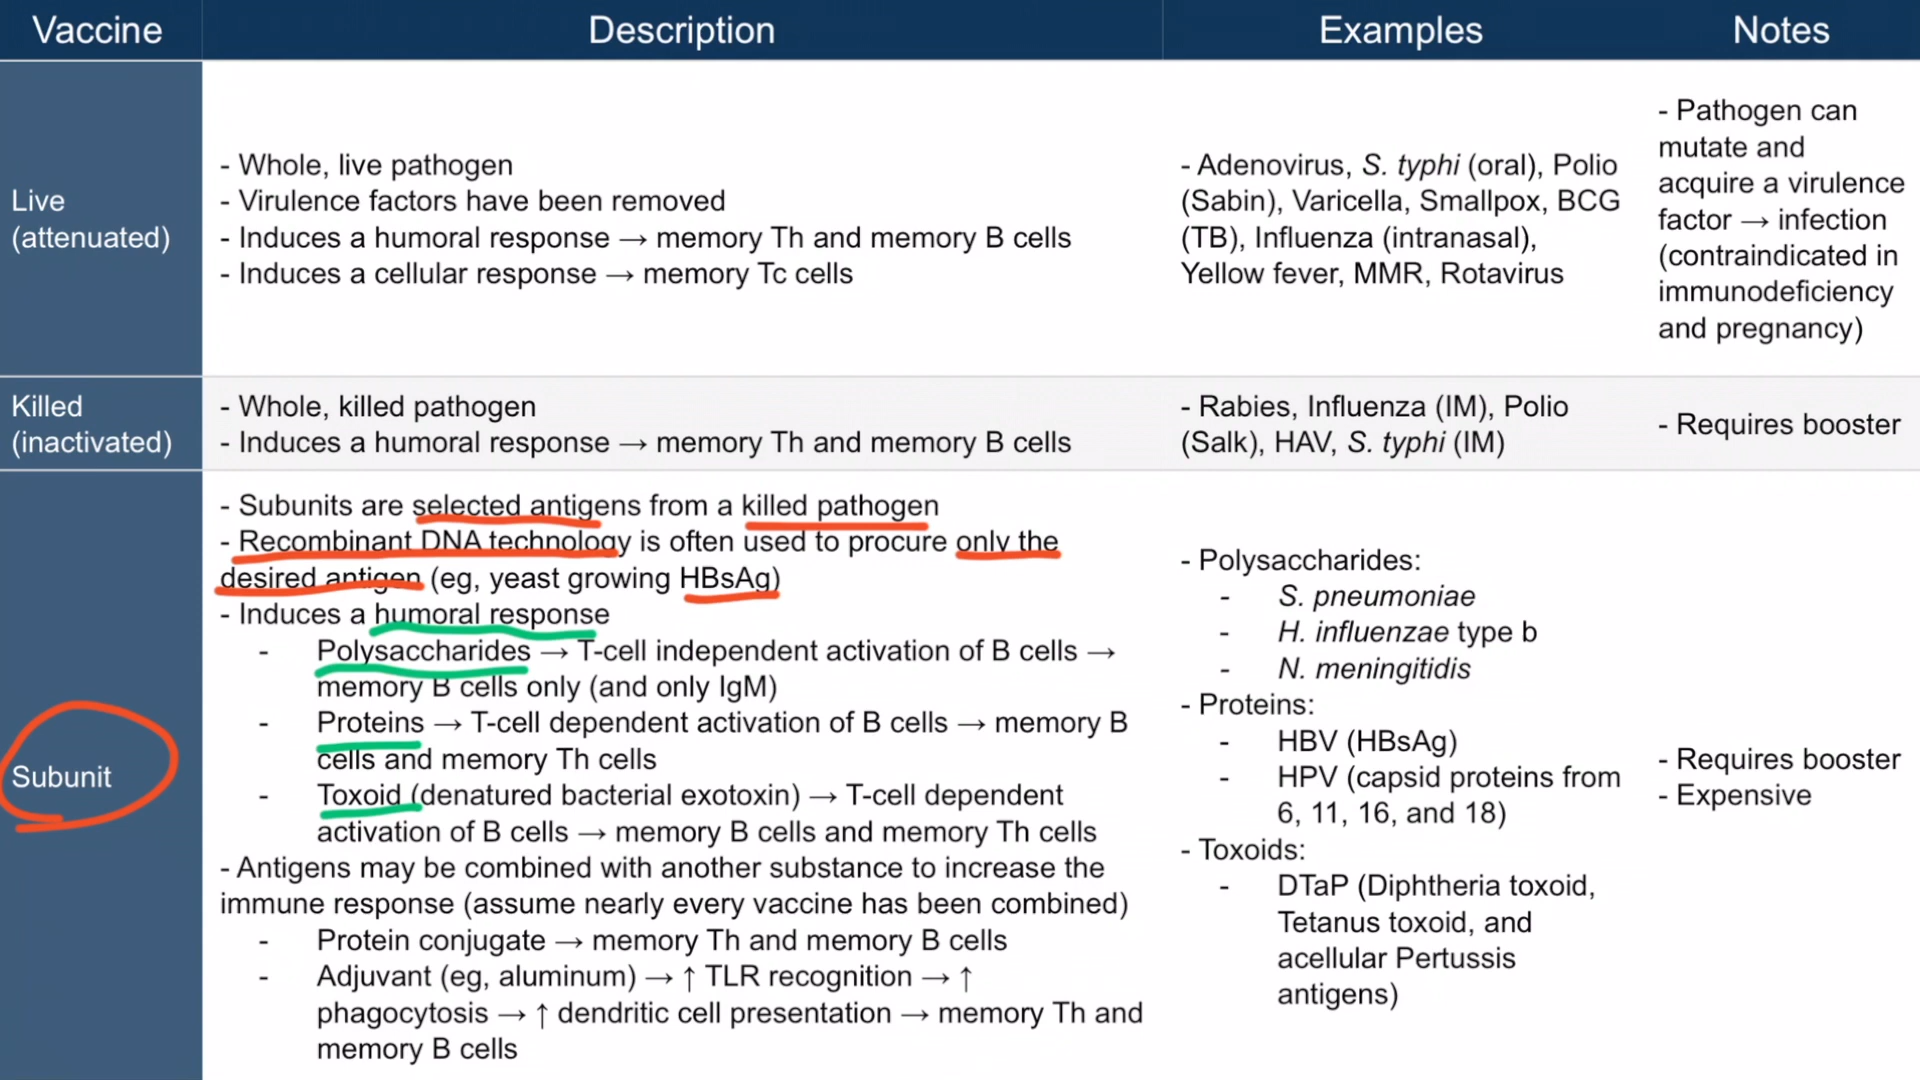 Vaccine Description Examples Notes
Live
(attenuated)
- Whole, live pathogen
- Virulence factors have been removed
- Induces a humoral response → memory Th and memory B cells
- Induces a cellular response → memory Tc cells
- Adenovirus, S. typhi (oral), Polio
(Sabin), Varicella, Smallpox, BCG
(TB), Influenza (intranasal),
Yellow fever, MMR, Rotavirus
- Pathogen can
mutate and
acquire a virulence
factor → infection
(contraindicated in
immunodeficiency
and pregnancy)
Killed
(inactivated)
- Whole, killed pathogen
- Induces a humoral response → memory Th and memory B cells
- Rabies, Influenza (IM), Polio
(Salk), HAV, S. typhi (IM)
- Requires booster
Subunit
- Subunits are selected antigens from a killed pathogen
- Recombinant DNA technology is often used to procure only the
desired antigen (eg, yeast growing HBsAg)
- Induces a humoral response
- Polysaccharides → T-cell independent activation of B cells →
memory B cells only (and only IgM)
- Proteins → T-cell dependent activation of B cells → memory B
cells and memory Th cells
- Toxoid (denatured bacterial exotoxin) → T-cell dependent
activation of B cells → memory B cells and memory Th cells
- Antigens may be combined with another substance to increase the
immune response (assume nearly every vaccine has been combined)
- Protein conjugate → memory Th and memory B cells
- Adjuvant (eg, aluminum) → ↑ TLR recognition → ↑
phagocytosis → ↑ dendritic cell presentation → memory Th and
memory B cells
- Polysaccharides:
- S. pneumoniae
- H. influenzae type b
- N. meningitidis
- Proteins:
- HBV (HBsAg)
- HPV (capsid proteins from
6, 11, 16, and 18)
- Toxoids:
- DTaP (Diphtheria toxoid,
Tetanus toxoid, and
acellular Pertussis
antigens)
- Requires booster
- Expensive